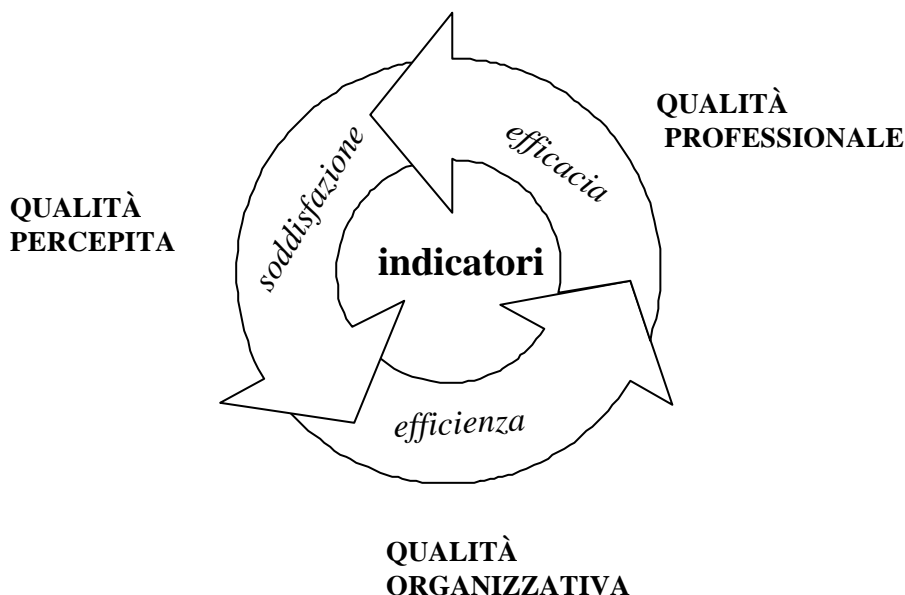 QUALITÀ
PROFESSIONALE
efficacia
soddisfazione
QUALITÀ
PERCEPITA
indicatori
efficienza
QUALITÀ
ORGANIZZATIVA